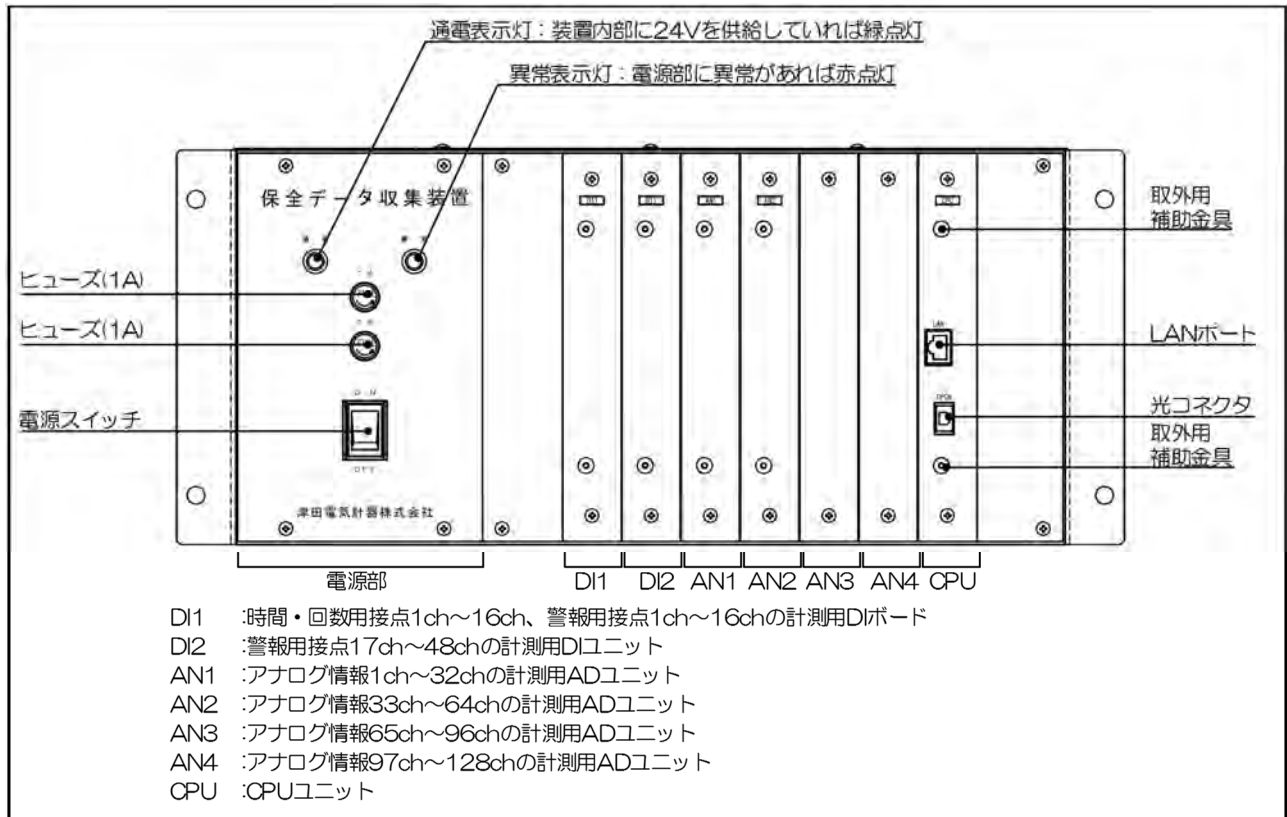 通電表示灯：装置内部に24Vを供給していれば緑点灯
異常表示灯：電源部に異常があれば赤点灯
保全データ収集装置
取外用
補助金具
ヒューズ(1A)
ヒューズ(1A)
LAN
LANポート
電源スイッチ
OFF
光コネクタ
取外用
補助金具
津田電気計器株式会社
電源部
DI1 DI2 AN1 AN2 AN3 AN4 CPU
DI1 :時間・回数用接点1ch～16ch、警報用接点1ch～16chの計測用DIボード
DI2 :警報用接点17ch～48chの計測用DIユニット
AN1 :アナログ情報1ch～32chの計測用ADユニット
AN2 :アナログ情報33ch～64chの計測用ADユニット
AN3 :アナログ情報65ch～96chの計測用ADユニット
AN4 :アナログ情報97ch～128chの計測用ADユニット
CPU :CPUユニット